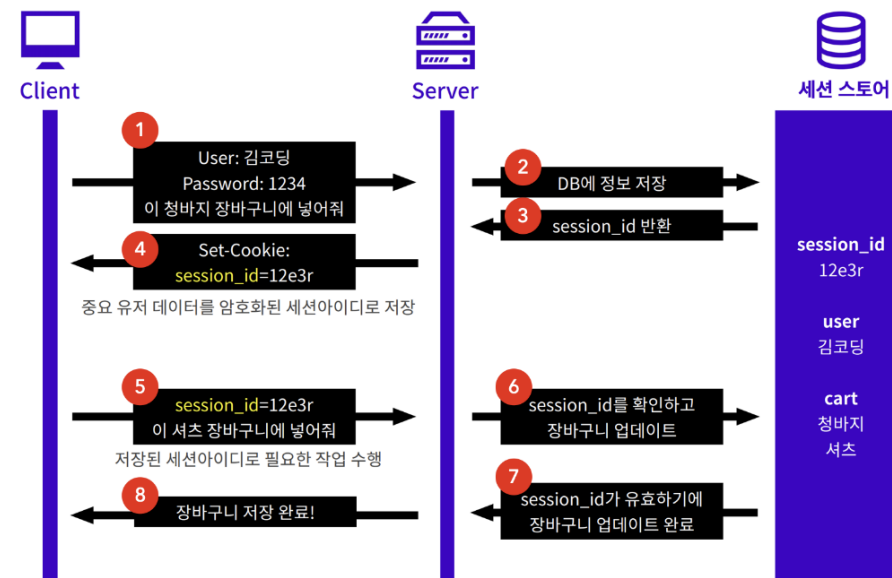 Client
Server
세션 스토어
1
User: 김코딩
Password: 1234
이 청바지 장바구니에 넣어줘
2
DB에 정보 저장
3
session_id 반환
4
Set-Cookie:
session_id=12e3r
중요 유저 데이터를 암호화된 세션아이디로 저장
session_id
12e3r
user
김코딩
cart
청바지
셔츠
5
session_id=12e3r
이 셔츠 장바구니에 넣어줘
저장된 세션아이디로 필요한 작업 수행
6
session_id를 확인하고
장바구니 업데이트
7
session_id가 유효하기에
장바구니 업데이트 완료
8
장바구니 저장 완료!